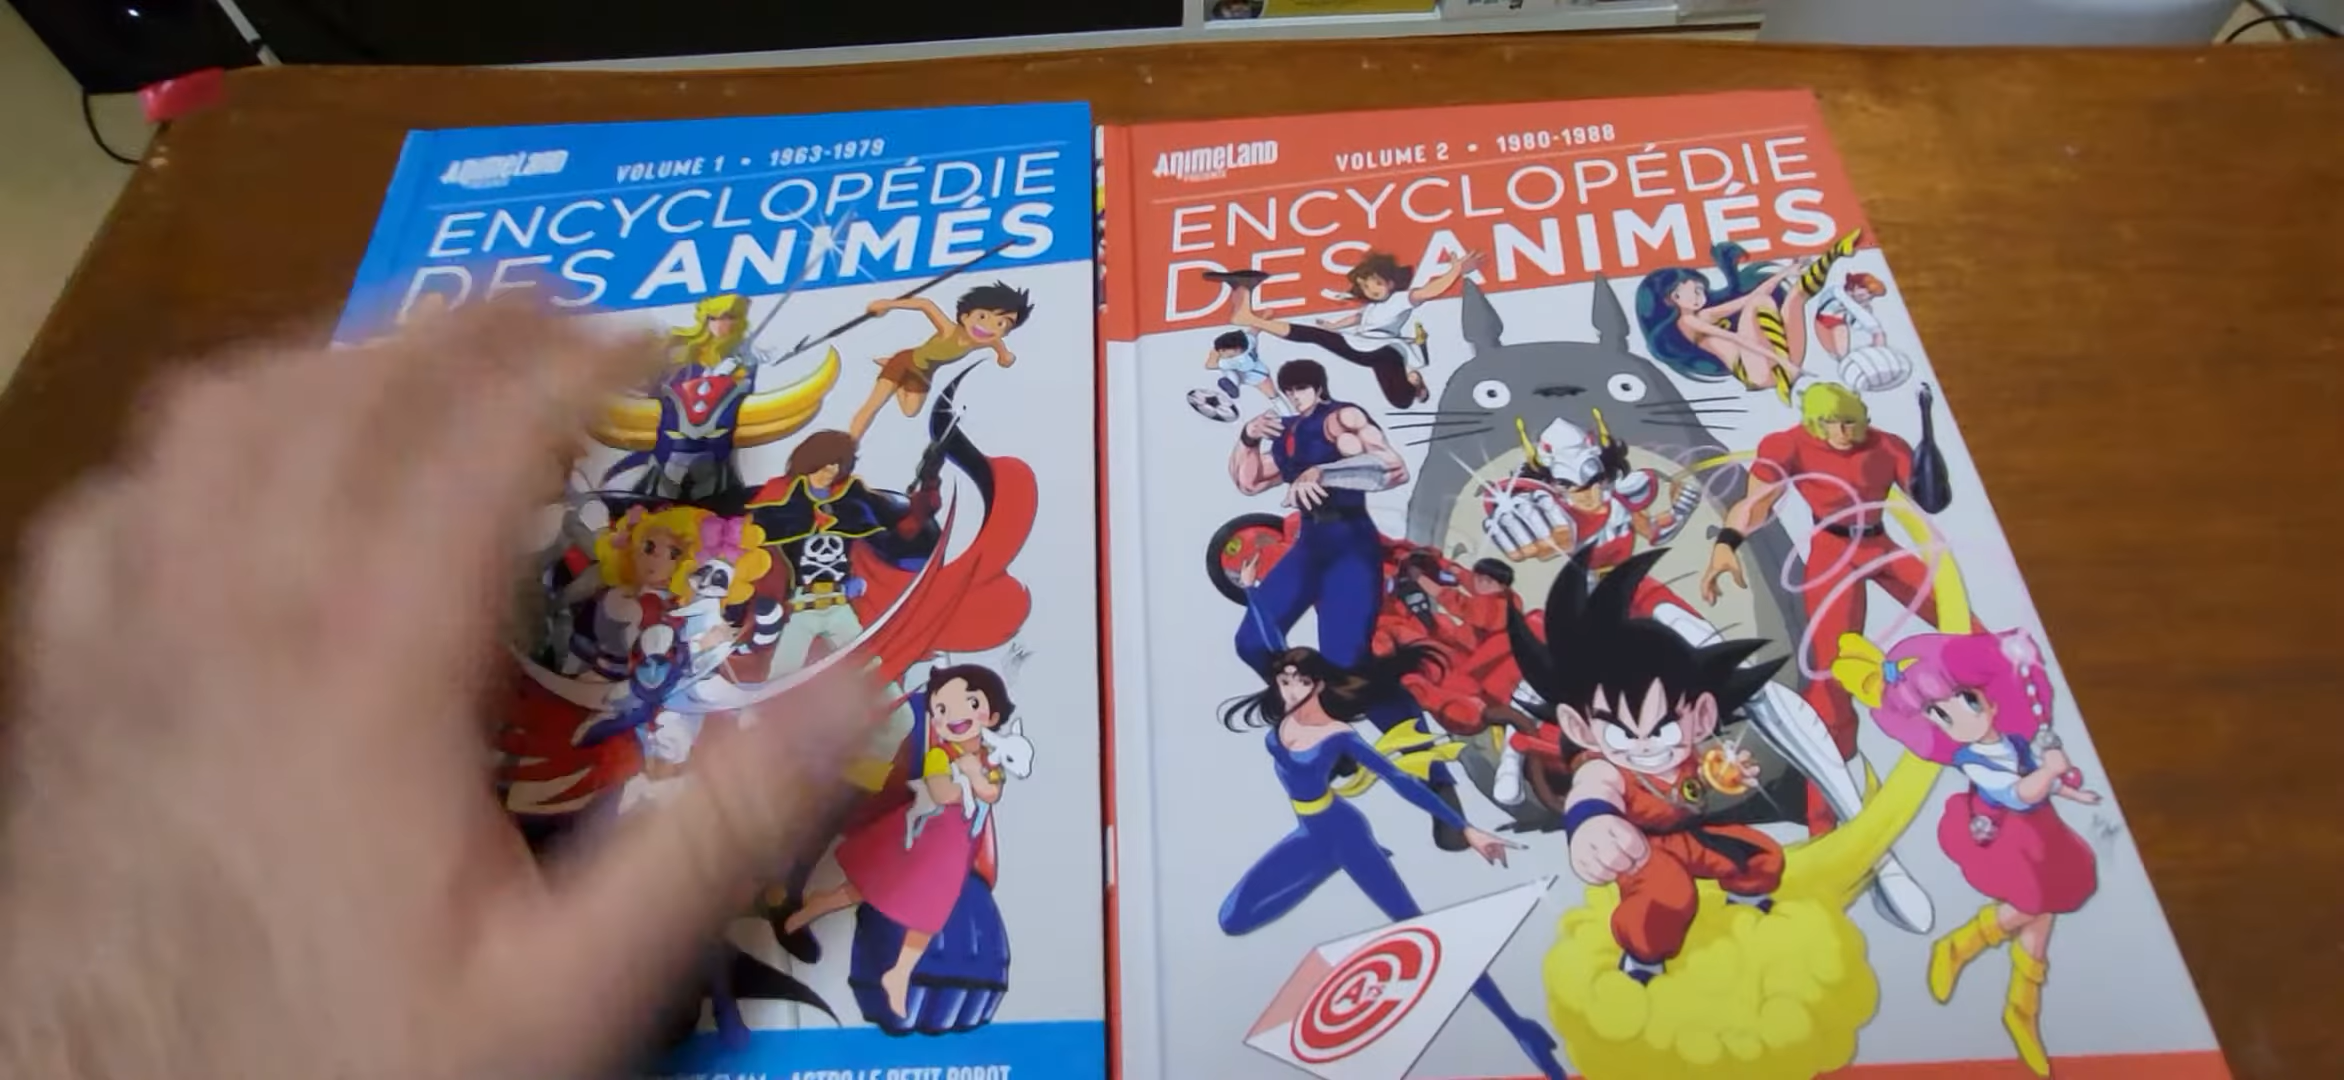 AnimeLand
VOLUME 1 • 1963-1979
ENCYCLOPÉDIE
DES ANIMÉS
ASTRO LE PETIT ROBOT
AnimeLand
VOLUME 2 • 1980-1988
ENCYCLOPÉDIE
DES ANIMÉS